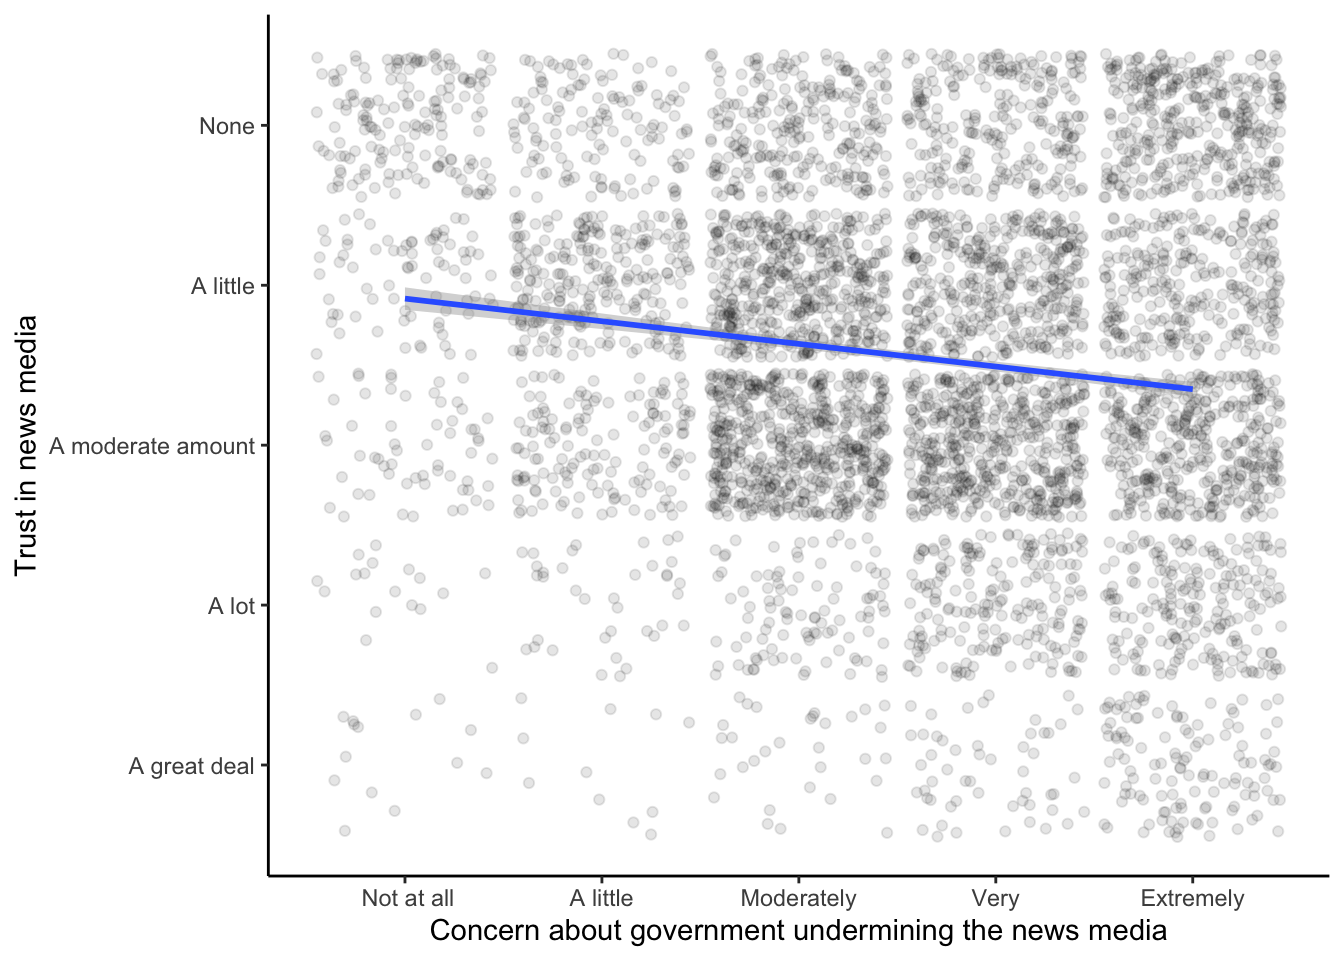 Trust in news media
None
A little
A moderate amount
A lot
A great deal
Not at all
A little
Moderately
Very
Extremely
Concern about government undermining the news media